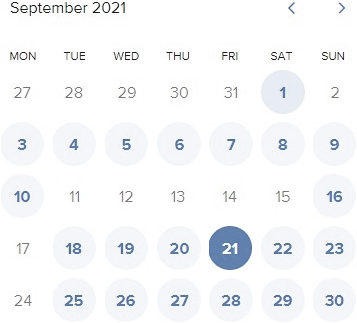 September 2021
MON TUE WED THU FRI SAT SUN
27 28 29 30 31 1 2
3 4 5 6 7 8 9
10 11 12 13 14 15 16
17 18 19 20 21 22 23
24 25 26 27 28 29 30